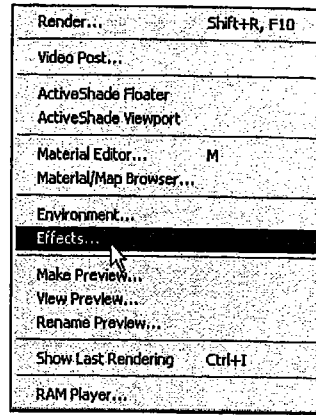 Render... Shift+R, F10
Video Post...
ActiveShade Floater
ActiveShade Viewport
Material Editor... M
Material/Map Browser...
Environment...
Effects...
Make Preview...
View Preview...
Rename Preview...
Show Last Rendering Ctrl+I
RAM Player...